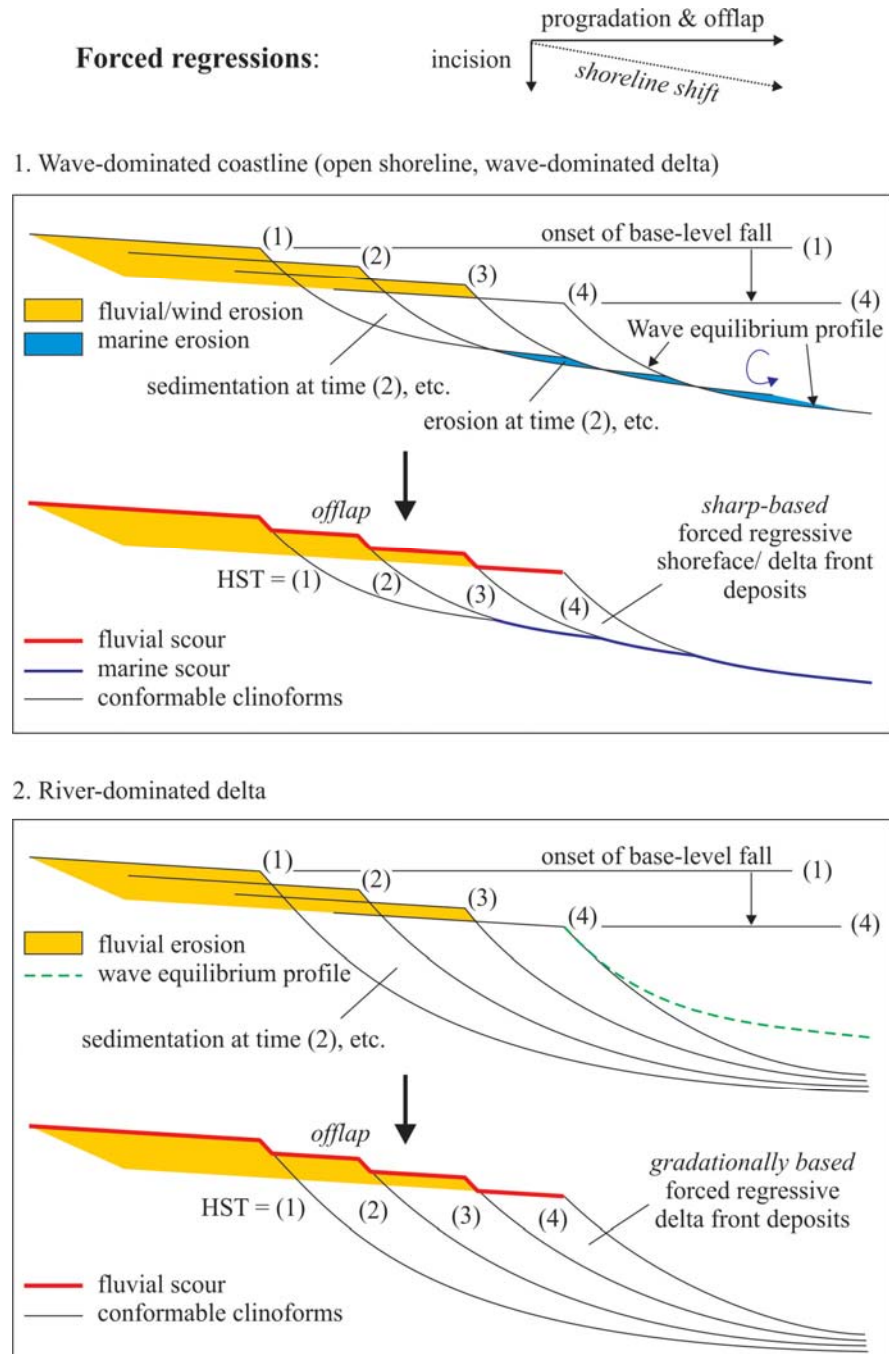 Forced regressions:
progradation & offlap
incision
shoreline shift
1. Wave-dominated coastline (open shoreline, wave-dominated delta)
(1)
onset of base-level fall
(1)
(2)
(3)
(4)
(4)
fluvial/wind erosion
marine erosion
Wave equilibrium profile
sedimentation at time (2), etc.
erosion at time (2), etc.
offlap
sharp-based
forced regressive
shoreface/ delta front
deposits
HST = (1)
(2)
(3)
(4)
fluvial scour
marine scour
conformable clinoforms
2. River-dominated delta
(1)
onset of base-level fall
(1)
(2)
(3)
(4)
(4)
fluvial erosion
wave equilibrium profile
sedimentation at time (2), etc.
offlap
gradationally based
forced regressive
delta front deposits
HST = (1)
(2)
(3)
(4)
fluvial scour
conformable clinoforms